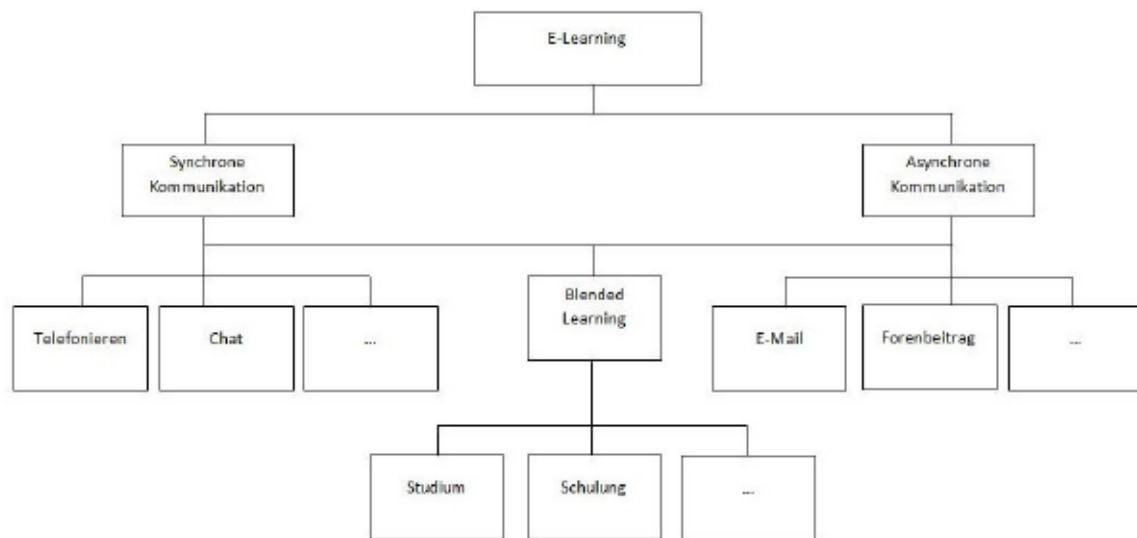 E-Learning
Synchrone
Kommunikation
Asynchrone
Kommunikation
Telefonieren
Chat
...
Blended
Learning
E-Mail
Forenbeitrag
...
Studium
Schulung
...